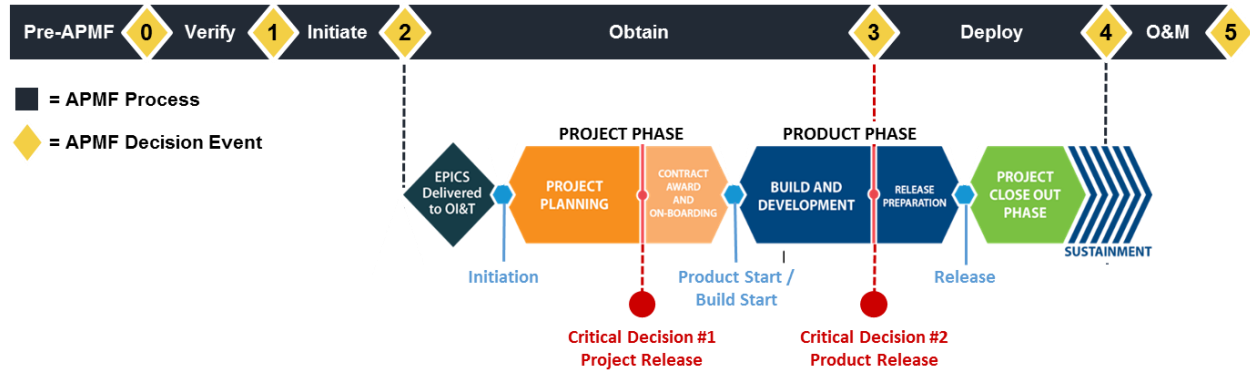 Pre-APMF 0 Verify 1 Initiate 2 Obtain 3 Deploy 4 O&M 5
= APMF Process
= APMF Decision Event
PROJECT PHASE
PRODUCT PHASE
EPICS
Delivered
to OI&T
PROJECT
PLANNING
CONTRACT
AWARD
AND
ON-BOARDING
BUILD AND
DEVELOPMENT
RELEASE
PREPARATION
PROJECT
CLOSE OUT
PHASE
SUSTAINMENT
Initiation
Product Start /
Build Start
Release
Critical Decision #1
Project Release
Critical Decision #2
Product Release